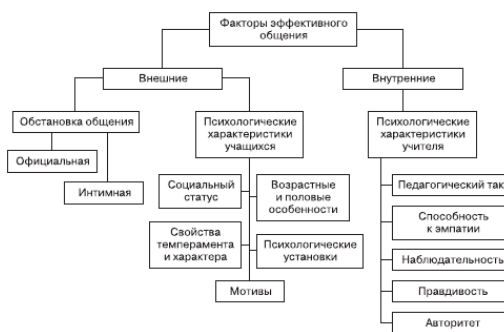 Факторы эффективного
общения
Внешние
Внутренние
Обстановка общения
Официальная
Интимная
Психологические
характеристики
учащихся
Социальный
статус
Возрастные
и половые
особенности
Свойства
темперамента
и характера
Психологические
установки
Мотивы
Психологические
характеристики
учителя
Педагогический так
Способность
к эмпатии
Наблюдательность
Правдивость
Авторитет